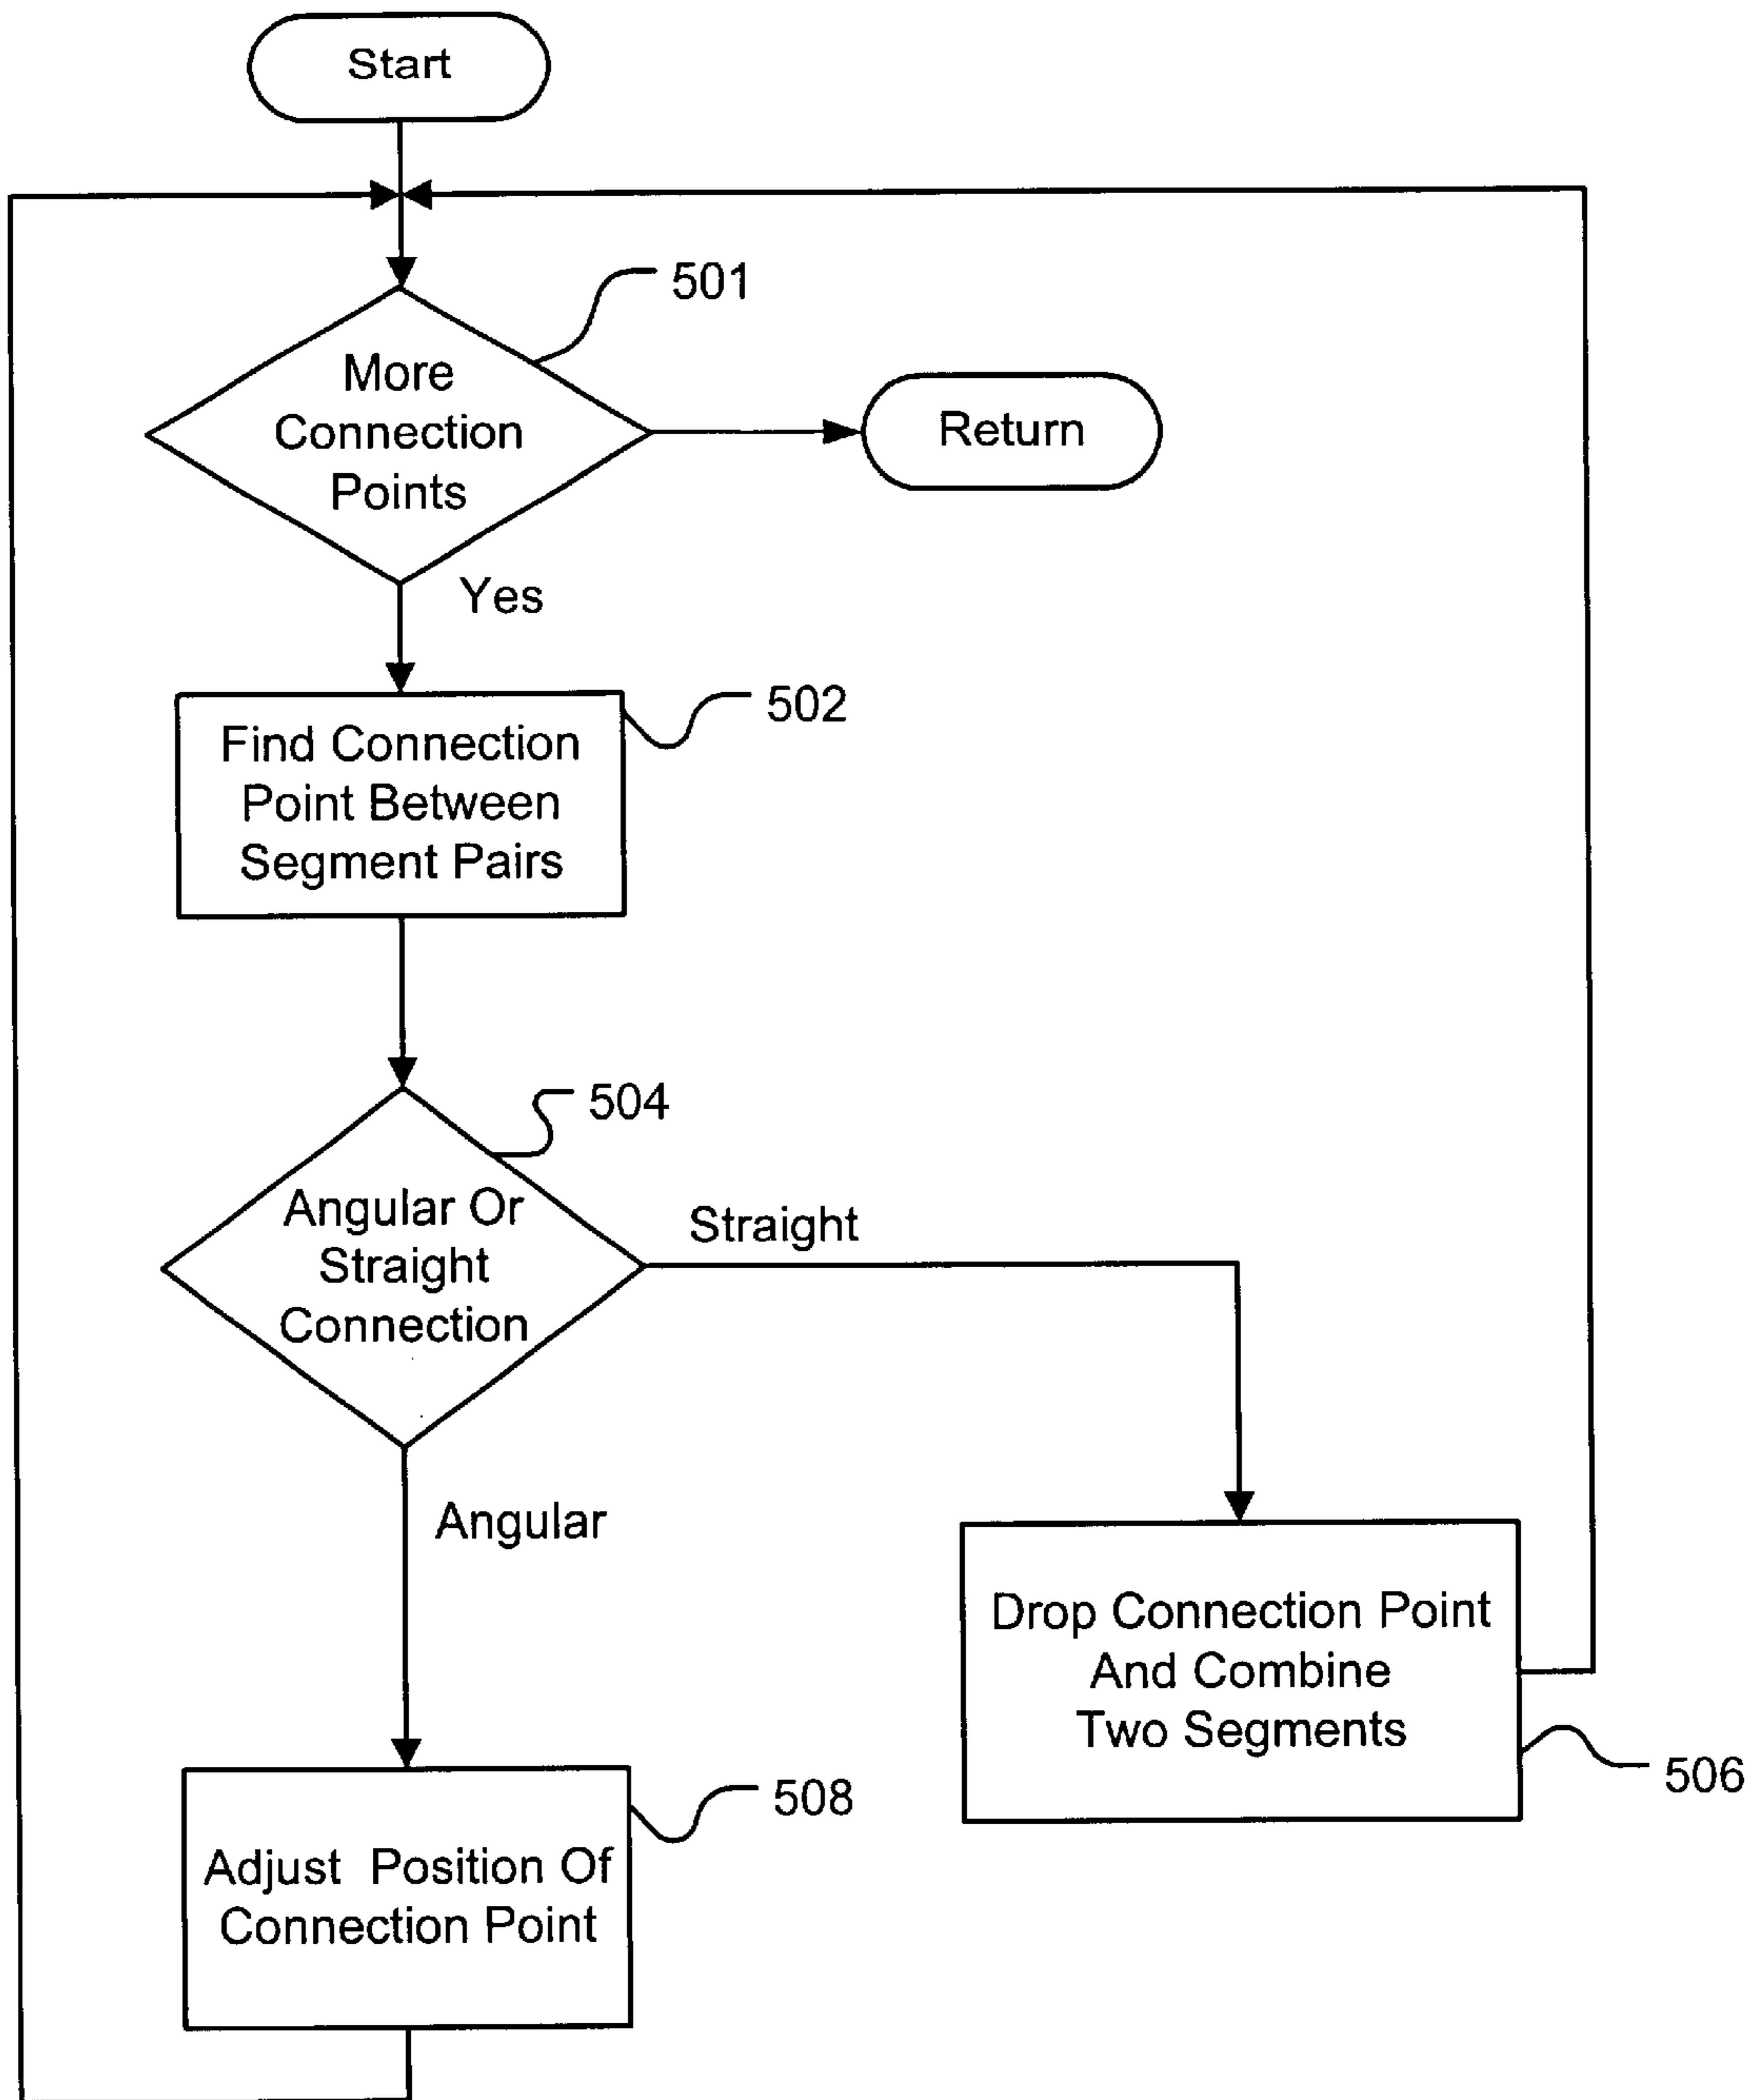 Start
501
More
Connection
Points
Return
Yes
502
Find Connection
Point Between
Segment Pairs
504
Angular Or
Straight
Connection
Straight
Angular
Drop Connection Point
And Combine
Two Segments
506
508
Adjust Position Of
Connection Point